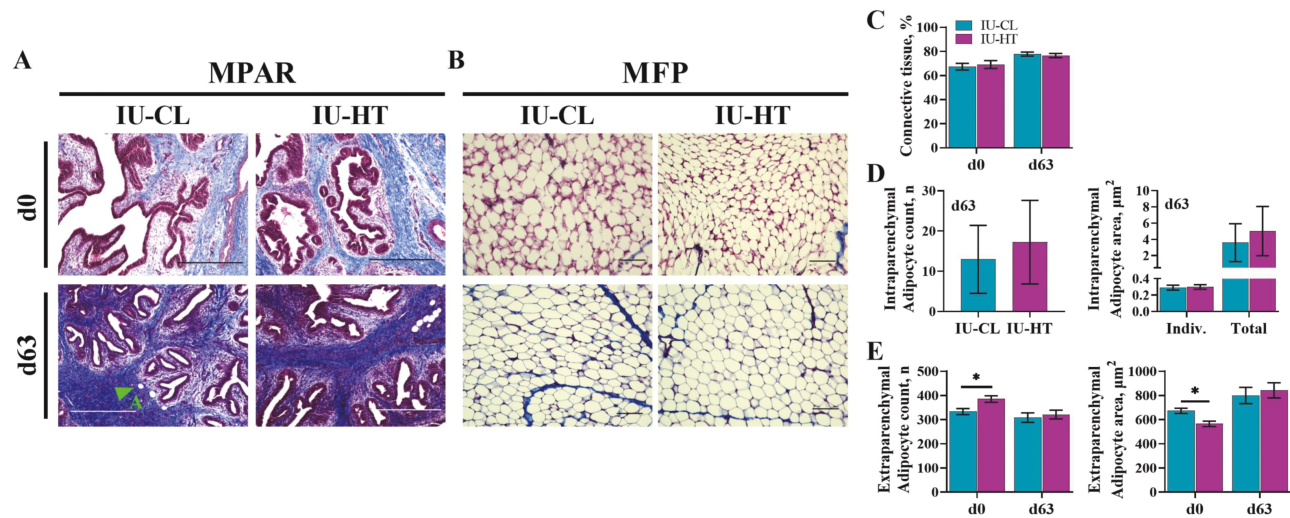 A
MPAR
IU-CL
IU-HT
d0
d63
A
B
MFP
IU-CL
IU-HT
C
Connective tissue, %
100
80
60
40
20
0
IU-CL
IU-HT
d0
d63
D
Intraparenchymal
Adipocyte count, n
30
20
10
0
d63
IU-CL
IU-HT
Intraparenchymal
Adipocyte area, µm²
8
6
4
2
0.4
0.2
0.0
d63
Indiv.
Total
E
Extraparenchymal
Adipocyte count, n
500
400
300
200
100
0
*
d0
d63
Extraparenchymal
Adipocyte area, µm²
1000
800
600
400
200
0
*
d0
d63